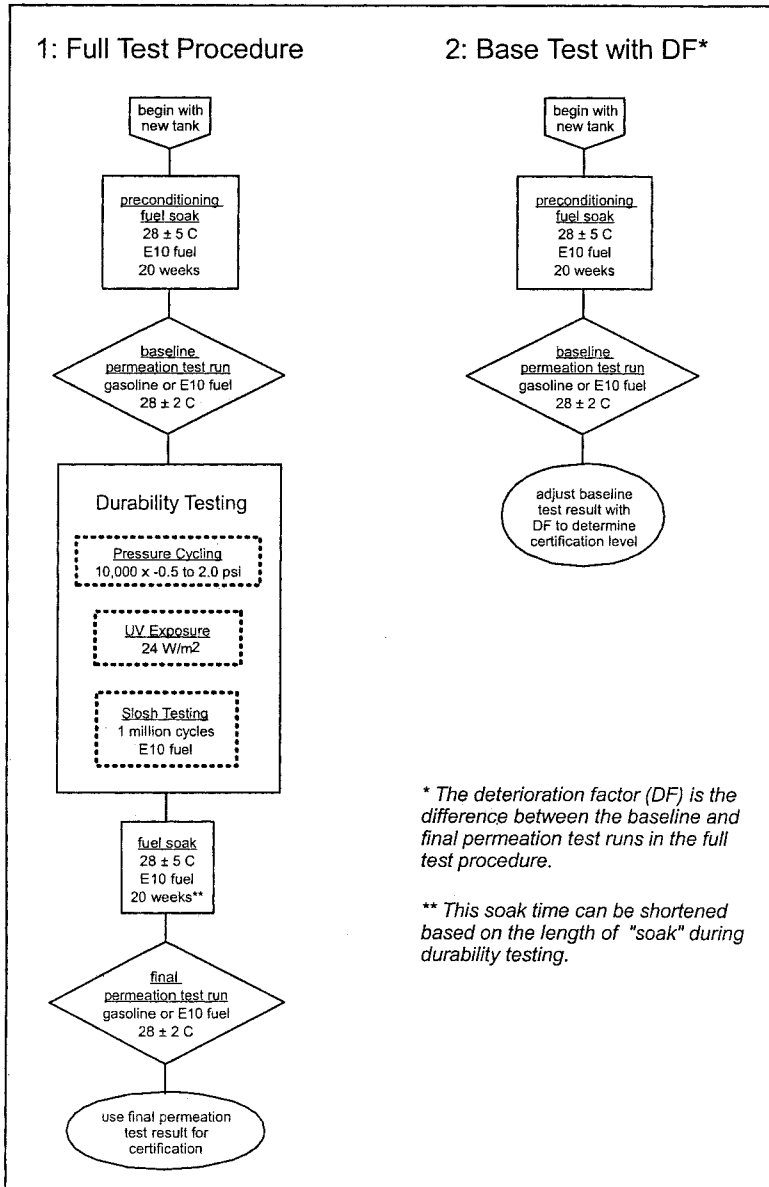 1: Full Test Procedure
begin with
new tank
preconditioning
fuel soak
28 ± 5 C
E10 fuel
20 weeks
baseline
permeation test run
gasoline or E10 fuel
28 ± 2 C
Durability Testing
Pressure Cycling
10,000 x -0.5 to 2.0 psi
UV Exposure
24 W/m2
Slosh Testing
1 million cycles
E10 fuel
fuel soak
28 ± 5 C
E10 fuel
20 weeks**
final
permeation test run
gasoline or E10 fuel
28 ± 2 C
use final permeation
test result for
certification
2: Base Test with DF*
begin with
new tank
preconditioning
fuel soak
28 ± 5 C
E10 fuel
20 weeks
baseline
permeation test run
gasoline or E10 fuel
28 ± 2 C
adjust baseline
test result with
DF to determine
certification level
* The deterioration factor (DF) is the
difference between the baseline and
final permeation test runs in the full
test procedure.
** This soak time can be shortened
based on the length of "soak" during
durability testing.